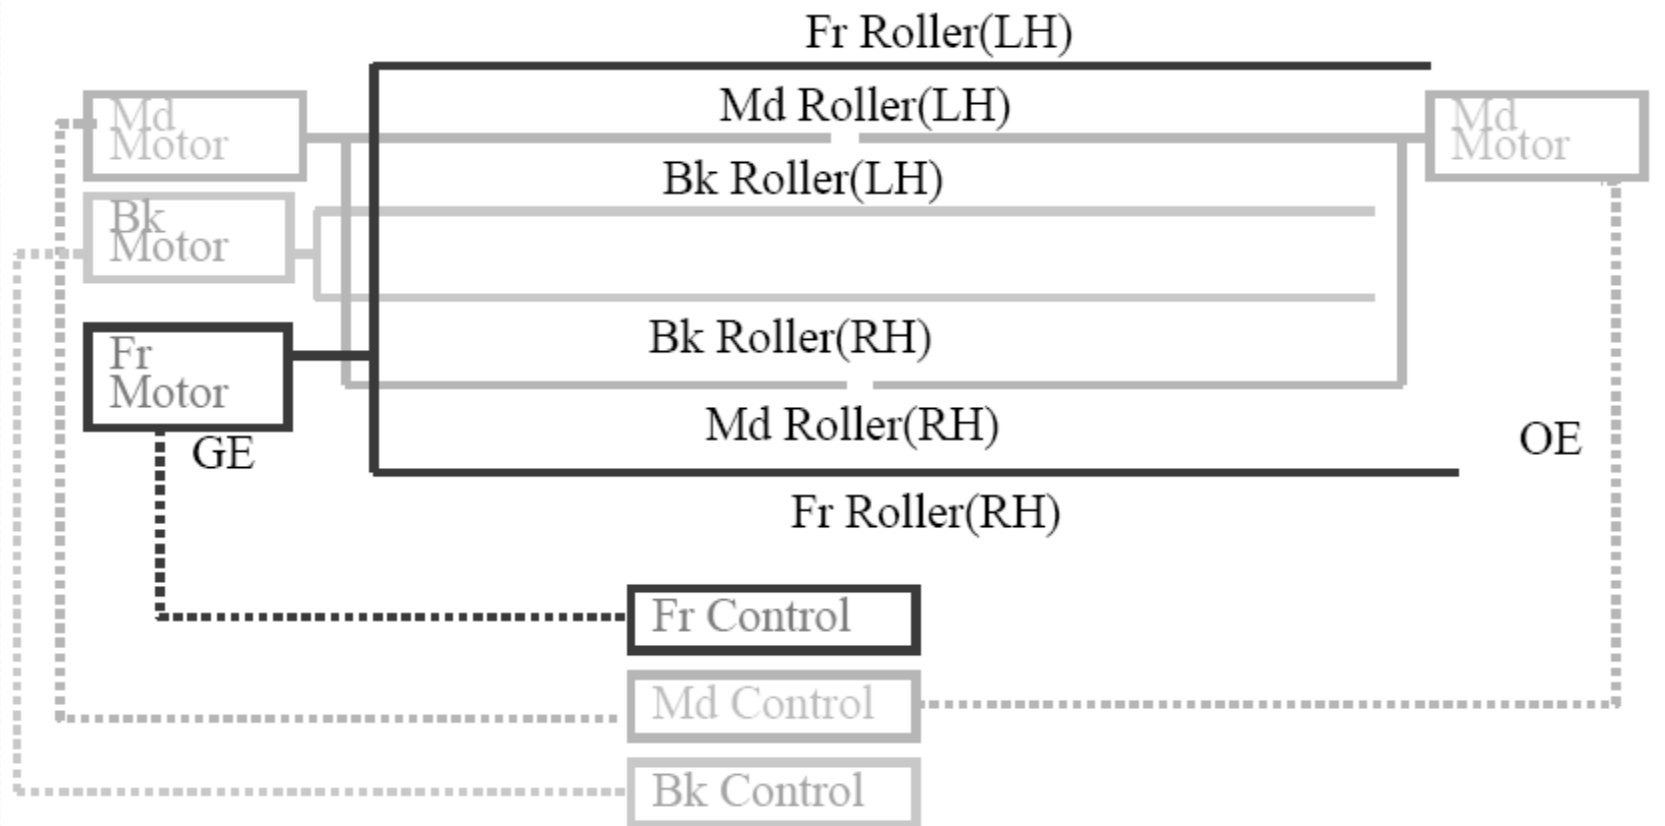 Fr Roller(LH)
Md Roller(LH)
Md
Motor
Md
Motor
Bk Roller(LH)
Bk
Motor
Bk Roller(RH)
Fr
Motor
Md Roller(RH)
GE
OE
Fr Roller(RH)
Fr Control
Md Control
Bk Control